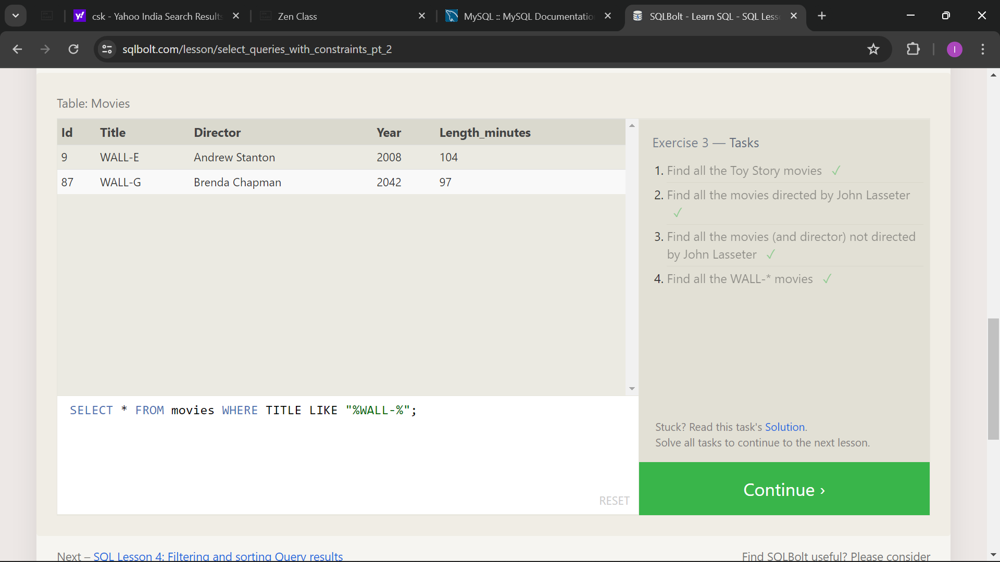 csk - Yahoo India Search Results
Zen Class
MySQL :: MySQL Documentatio
SQLBolt - Learn SQL - SQL Less
sqlbolt.com/lesson/select_queries_with_constraints_pt_2
I
Table: Movies
Id Title Director Year Length_minutes
9 WALL-E Andrew Stanton 2008 104
87 WALL-G Brenda Chapman 2042 97
SELECT * FROM movies WHERE TITLE LIKE "%WALL-%";
RESET
Exercise 3 — Tasks
1. Find all the Toy Story movies ✓
2. Find all the movies directed by John Lasseter
✓
3. Find all the movies (and director) not directed
by John Lasseter ✓
4. Find all the WALL-* movies ✓
Stuck? Read this task's Solution.
Solve all tasks to continue to the next lesson.
Continue ›
Next – SQL Lesson 4: Filtering and sorting Query results
Find SQLBolt useful? Please consider